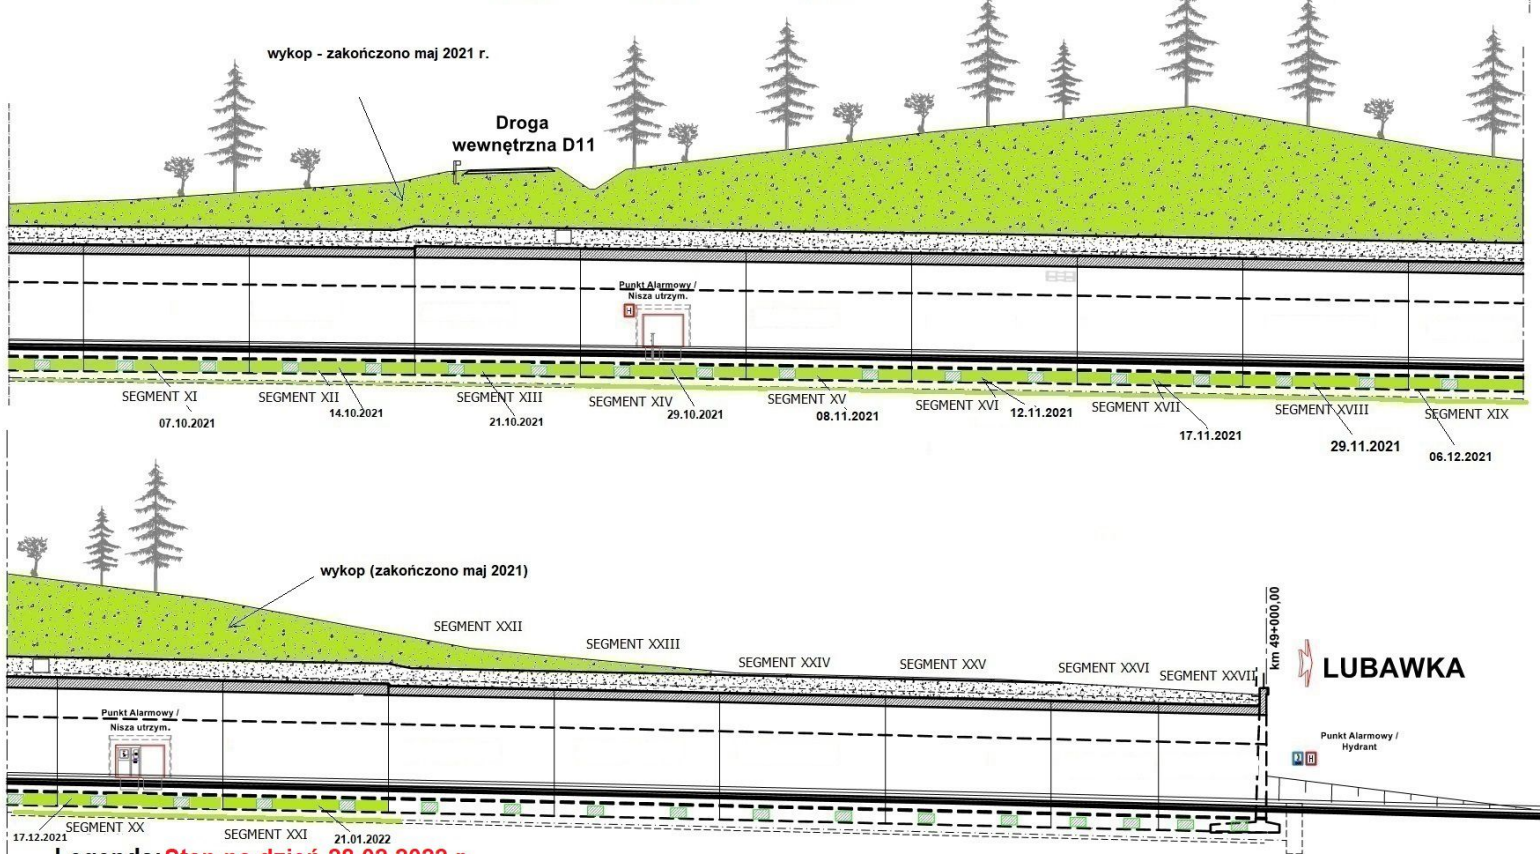 wykop - zakończono maj 2021 r.
Droga
wewnętrzna D11
Punkt Alarmowy /
Nisza utrzym.
H
SEGMENT XI
SEGMENT XII
SEGMENT XIII
SEGMENT XIV
SEGMENT XV
SEGMENT XVI
SEGMENT XVII
SEGMENT XVIII
SEGMENT XIX
07.10.2021
14.10.2021
21.10.2021
29.10.2021
08.11.2021
12.11.2021
17.11.2021
29.11.2021
06.12.2021
wykop (zakończono maj 2021)
SEGMENT XXII
SEGMENT XXIII
SEGMENT XXIV
SEGMENT XXV
SEGMENT XXVI
SEGMENT XXVII
km 49+000,00
LUBAWKA
Punkt Alarmowy /
Nisza utrzym.
Punkt Alarmowy /
Hydrant
H
SEGMENT XX
SEGMENT XXI
17.12.2021
21.01.2022